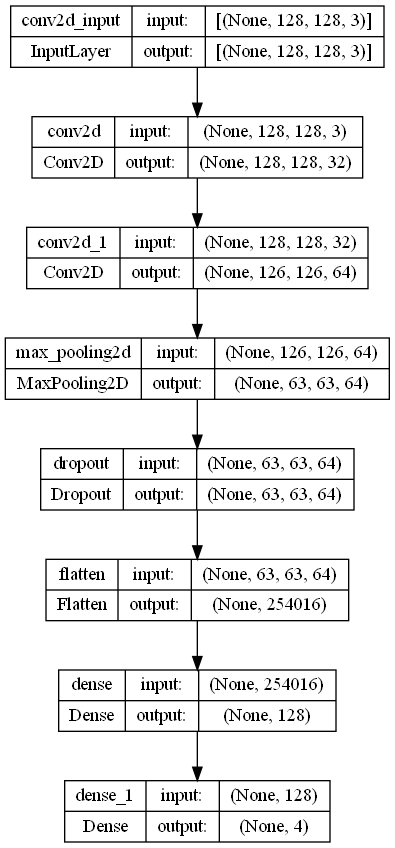 conv2d_input input: [(None, 128, 128, 3)]
InputLayer output: [(None, 128, 128, 3)]
conv2d input: (None, 128, 128, 3)
Conv2D output: (None, 128, 128, 32)
conv2d_1 input: (None, 128, 128, 32)
Conv2D output: (None, 126, 126, 64)
max_pooling2d input: (None, 126, 126, 64)
MaxPooling2D output: (None, 63, 63, 64)
dropout input: (None, 63, 63, 64)
Dropout output: (None, 63, 63, 64)
flatten input: (None, 63, 63, 64)
Flatten output: (None, 254016)
dense input: (None, 254016)
Dense output: (None, 128)
dense_1 input: (None, 128)
Dense output: (None, 4)